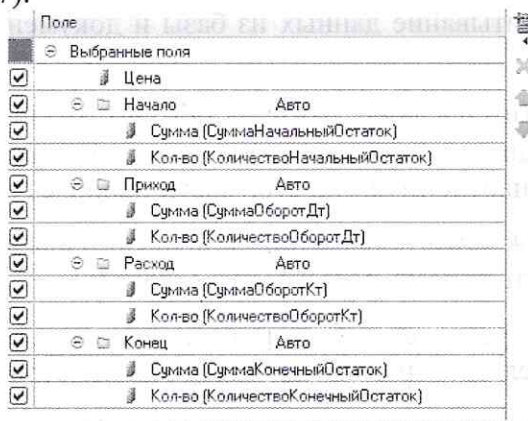 7).
Поле
Выбранные поля
Цена
Начало Авто
Сумма (СуммаНачальныйОстаток)
Кол-во (КоличествоНачальныйОстаток)
Приход Авто
Сумма (СуммаОборотДт)
Кол-во (КоличествоОборотДт)
Расход Авто
Сумма (СуммаОборотКт)
Кол-во (КоличествоОборотКт)
Конец Авто
Сумма (СуммаКонечныйОстаток)
Кол-во (КоличествоКонечныйОстаток)